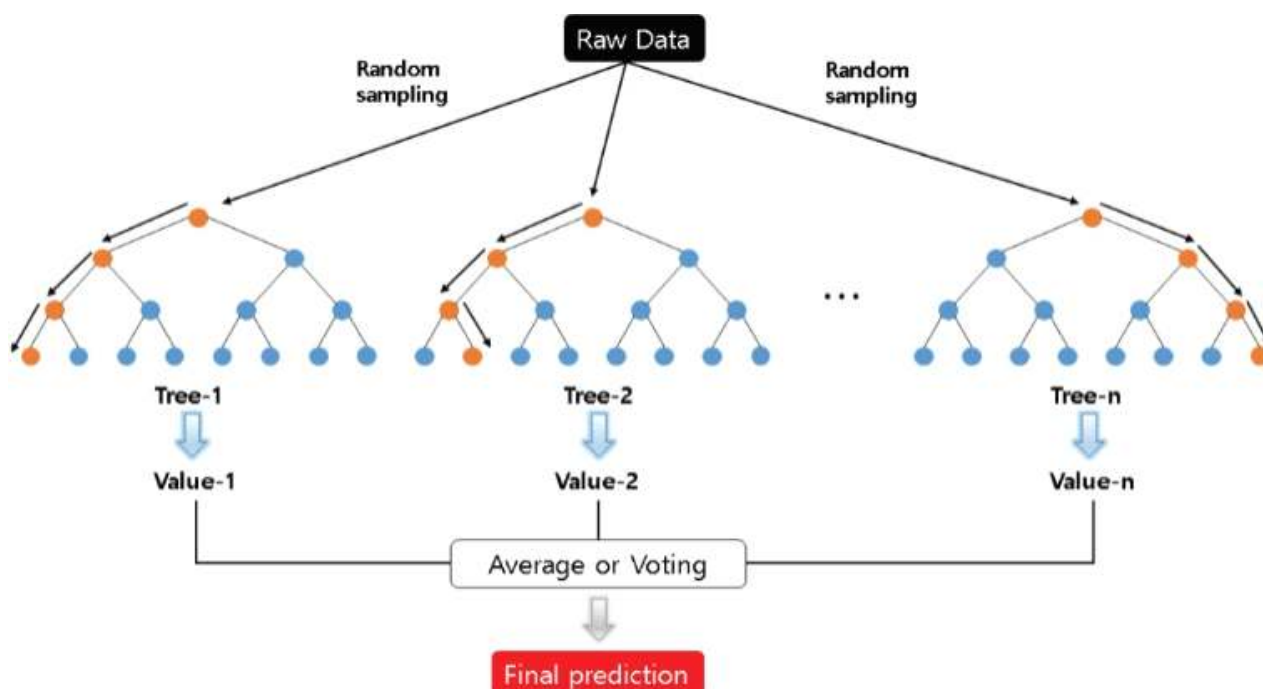 Raw Data
Random
sampling
Random
sampling
...
Tree-1
Tree-2
Tree-n
Value-1
Value-2
Value-n
Average or Voting
Final prediction